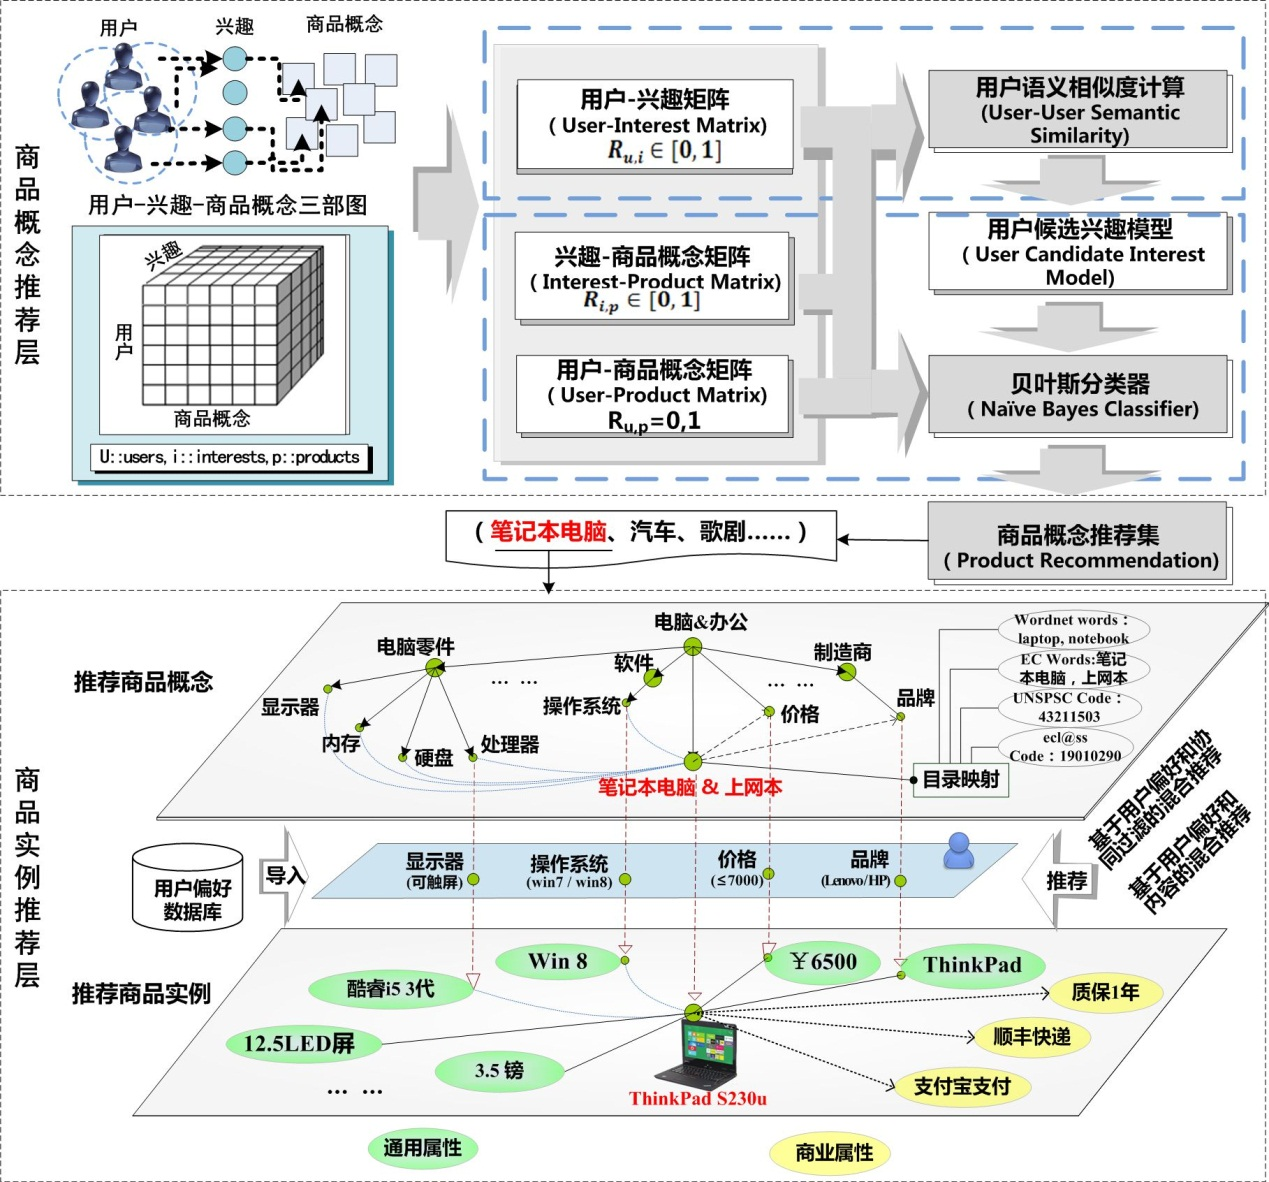 商品概念推荐层
用户
兴趣
商品概念
用户-兴趣-商品概念三部图
兴趣
用户
商品概念
U::users, i::interests,p::products
用户-兴趣矩阵
( User-Interest Matrix)
R_{u,i} ∈ [0, 1]
兴趣-商品概念矩阵
( Interest-Product Matrix)
R_{i,p} ∈ [0, 1]
用户-商品概念矩阵
( User-Product Matrix)
R_{u,p}=0,1
用户语义相似度计算
(User-User Semantic
Similarity)
用户候选兴趣模型
( User Candidate Interest
Model)
贝叶斯分类器
( Naïve Bayes Classifier)
商品概念推荐集
( Product Recommendation)
( 笔记本电脑、汽车、歌剧...... )
商品实例推荐层
推荐商品概念
电脑零件
电脑&办公
软件
制造商
... ...
... ...
显示器
内存
硬盘
处理器
操作系统
价格
品牌
笔记本电脑 & 上网本
目录映射
Wordnet words：
laptop, notebook
EC Words:笔记
本电脑，上网本
UNSPSC Code：
43211503
ecl@ss
Code：19010290
用户偏好
数据库
导入
显示器
(可触屏)
操作系统
(win7 / win8)
价格
(≤7000)
品牌
(Lenovo/HP)
推荐
基于用户偏好和协
同过滤的混合推荐
基于用户偏好和
内容的混合推荐
推荐商品实例
酷睿i5 3代
Win 8
￥6500
ThinkPad
12.5LED屏
3.5 镑
... ...
质保1年
顺丰快递
支付宝支付
ThinkPad S230u
通用属性
商业属性